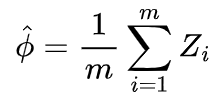 $\hat{\phi} = \frac{1}{m} \sum_{i=1}^{m} Z_i$